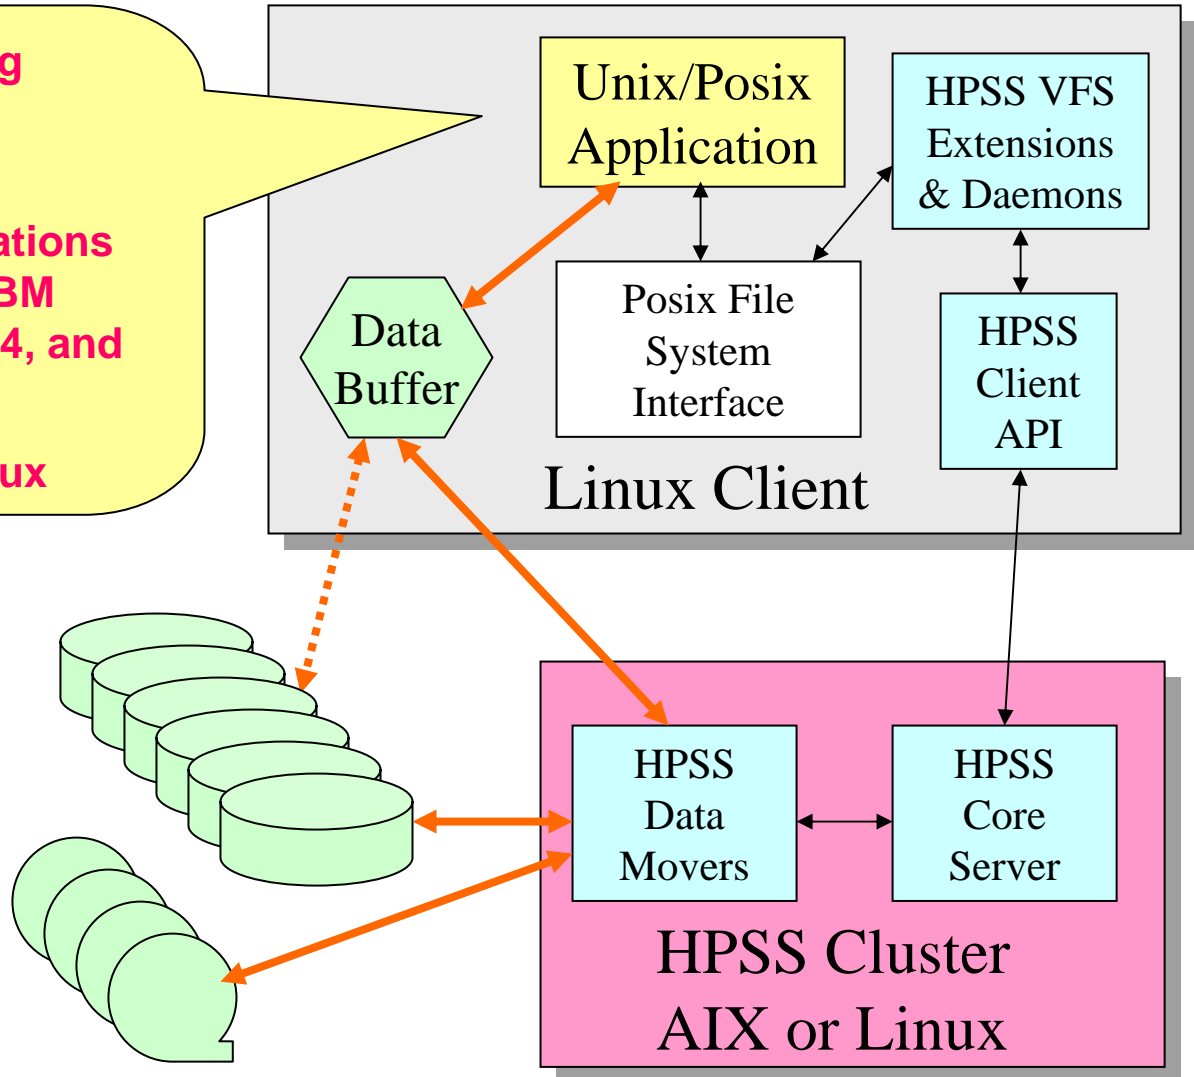 g
ations
BM
4, and
ux
Unix/Posix
Application
HPSS VFS
Extensions
& Daemons
Posix File
System
Interface
HPSS
Client
API
Data
Buffer
Linux Client
HPSS
Data
Movers
HPSS
Core
Server
HPSS Cluster
AIX or Linux